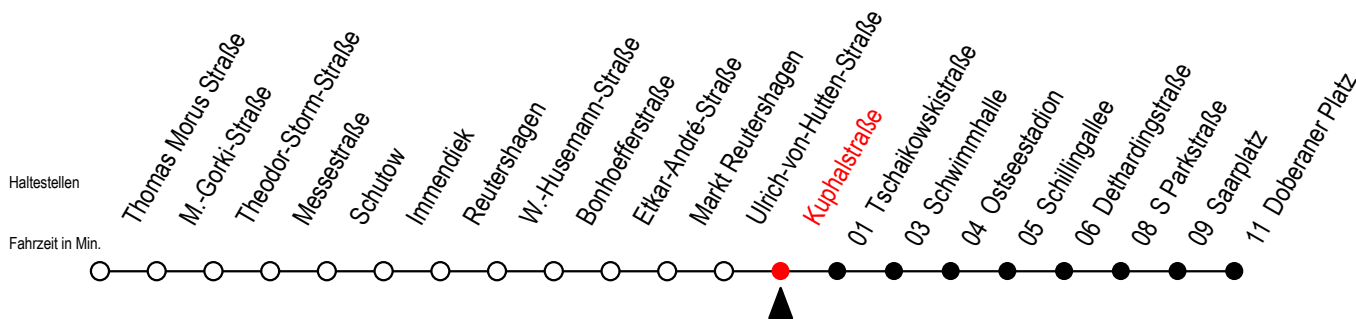 Haltestellen
Fahrzeit in Min.
Thomas Morus Straße
M.-Gorki-Straße
Theodor-Storm-Straße
Messestraße
Schutow
Immendiek
Reutershagen
W.-Husemann-Straße
Bonhoefferstraße
Etkar-André-Straße
Markt Reutershagen
Ulrich-von-Hutten-Straße
Kuphalstraße
01 Tschaikowskistraße
03 Schwimmhalle
04 Ostseestadion
05 Schillingallee
06 Dethardingstraße
08 S Parkstraße
09 Saarplatz
11 Doberaner Platz